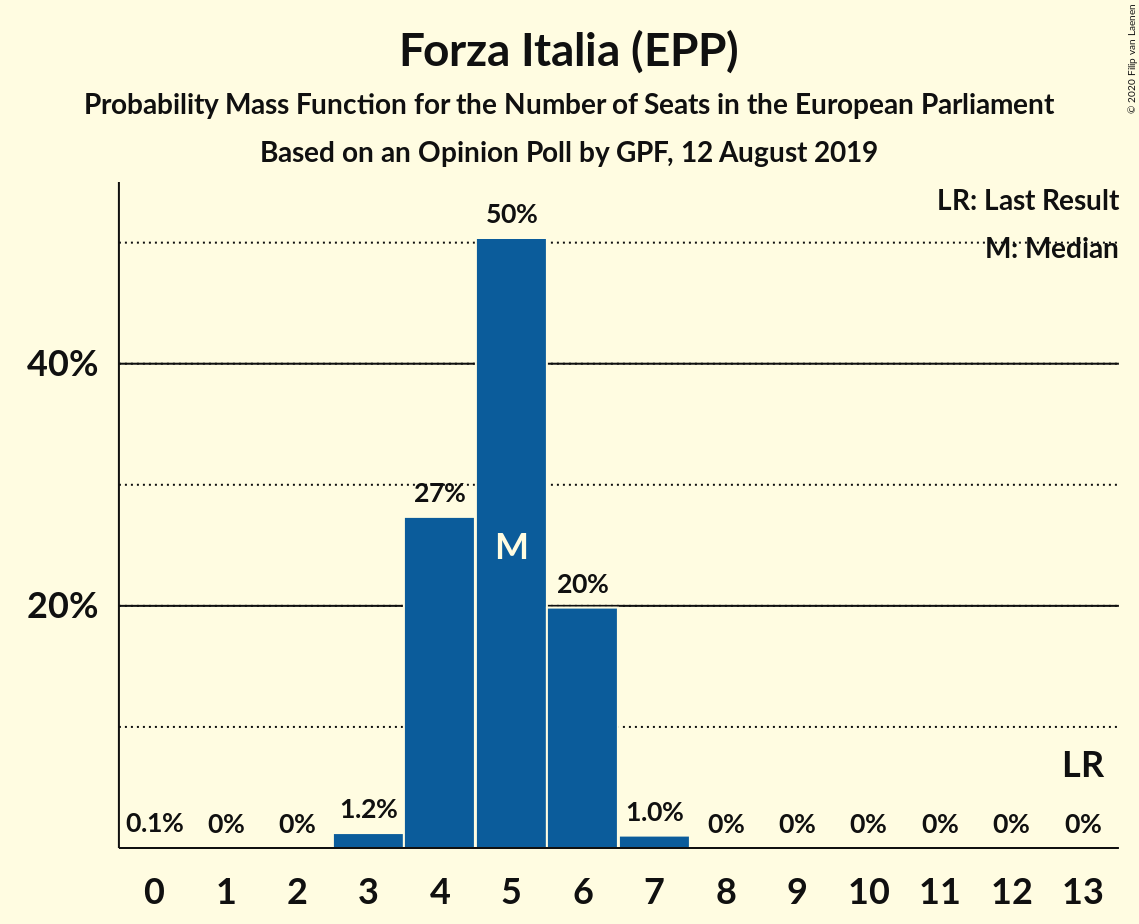 Forza Italia (EPP)
Probability Mass Function for the Number of Seats in the European Parliament
Based on an Opinion Poll by GPF, 12 August 2019
© 2020 Filip van Laenen
LR: Last Result
M: Median
50%
40%
27%
M
20%
20%
LR
0.1% 0% 0% 1.2% 1.0% 0% 0% 0% 0% 0% 0%
0 1 2 3 4 5 6 7 8 9 10 11 12 13